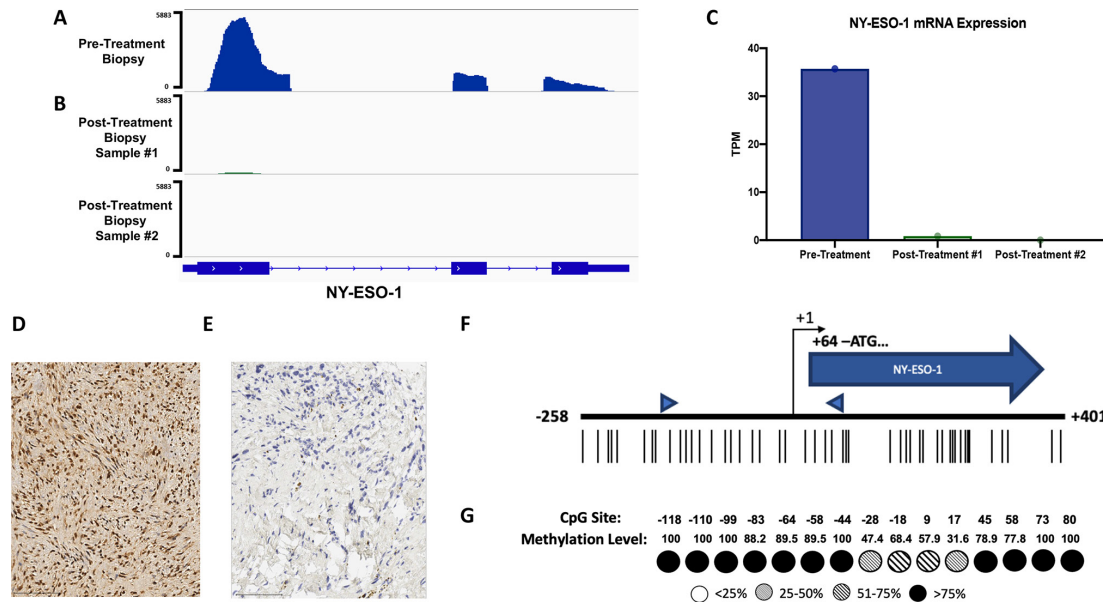 A
5883
Pre-Treatment
Biopsy
0
B
5883
Post-Treatment
Biopsy
Sample #1
0
5883
Post-Treatment
Biopsy
Sample #2
0
NY-ESO-1
C
NY-ESO-1 mRNA Expression
40
30
20
10
0
TPM
Pre-Treatment Post-Treatment #1 Post-Treatment #2
D
E
F
+1
+64 –ATG...
NY-ESO-1
-258
+401
G
CpG Site: -118 -110 -99 -83 -64 -58 -44 -28 -18 9 17 45 58 73 80
Methylation Level: 100 100 100 88.2 89.5 89.5 100 47.4 68.4 57.9 31.6 78.9 77.8 100 100
<25% 25-50% 51-75% >75%